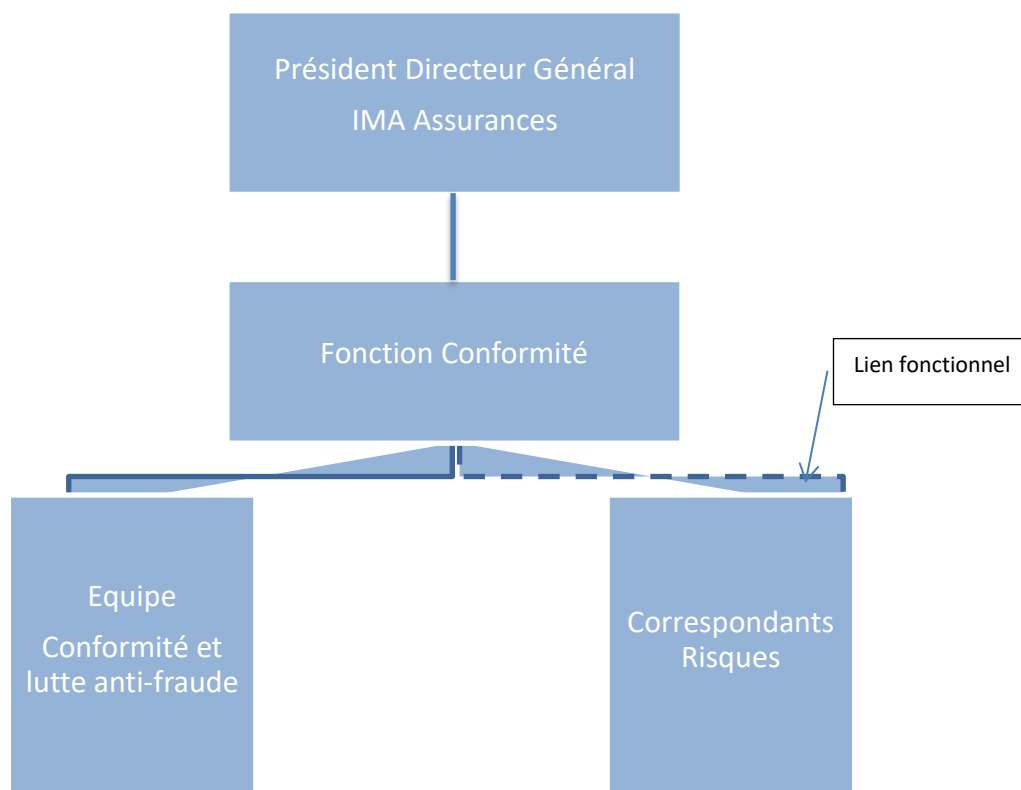 Président Directeur Général
IMA Assurances
Fonction Conformité
Lien fonctionnel
Equipe
Conformité et
lutte anti-fraude
Correspondants
Risques